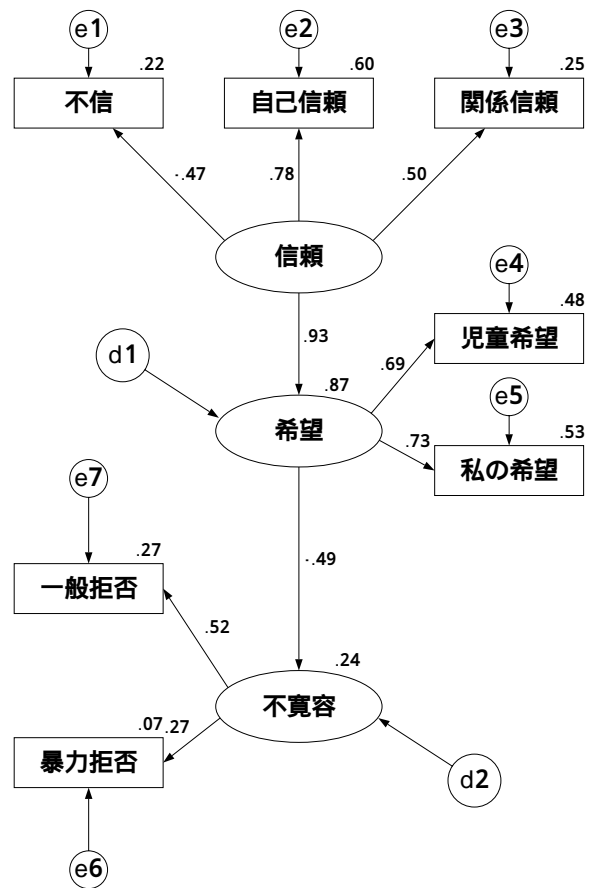 e1
e2
e3
.22
.60
.25
不信
自己信頼
関係信頼
-.47
.78
.50
信頼
e4
.48
.93
児童希望
d1
.69
.87
e5
希望
.73
.53
私の希望
e7
.27
-.49
一般拒否
.52
.24
不寛容
.07
.27
暴力拒否
d2
e6